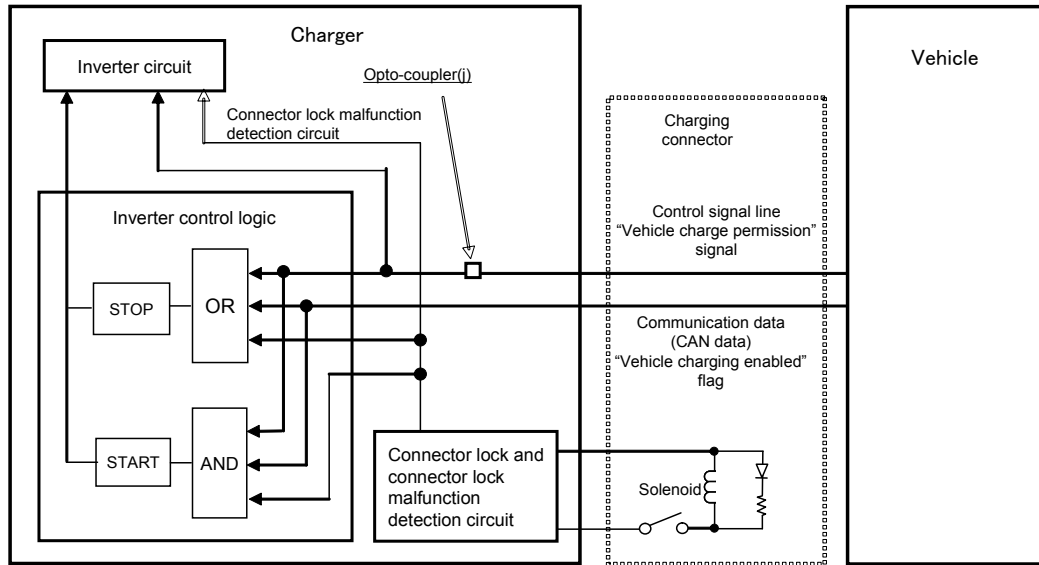 Charger
Vehicle
Inverter circuit
Opto-coupler(j)
Connector lock malfunction
detection circuit
Charging
connector
Inverter control logic
Control signal line
“Vehicle charge permission”
signal
STOP
OR
Communication data
(CAN data)
“Vehicle charging enabled”
flag
START
AND
Connector lock and
connector lock
malfunction
detection circuit
Solenoid